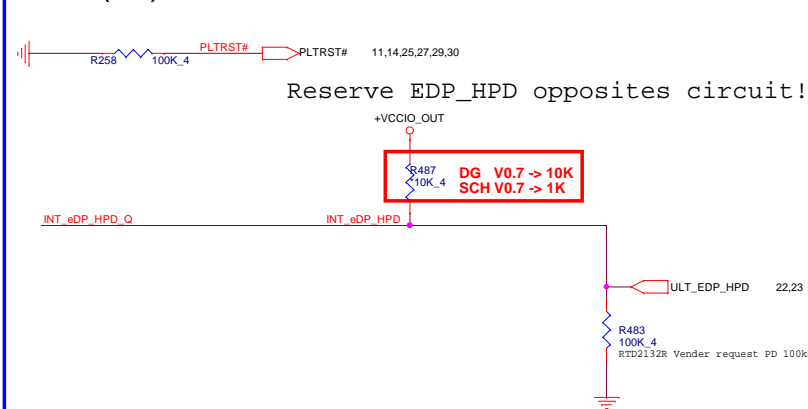 PLTRST#
PLTRST# 11,14,25,27,29,30
R258 100K_4
Reserve EDP_HPD opposites circuit!
+VCCIO_OUT
R487 DG V0.7 -> 10K
*10K_4 SCH V0.7 -> 1K
INT_eDP_HPD_Q INT_eDP_HPD
ULT_EDP_HPD 22,23
R483
100K_4
RTD2132R Vender request PD 100k